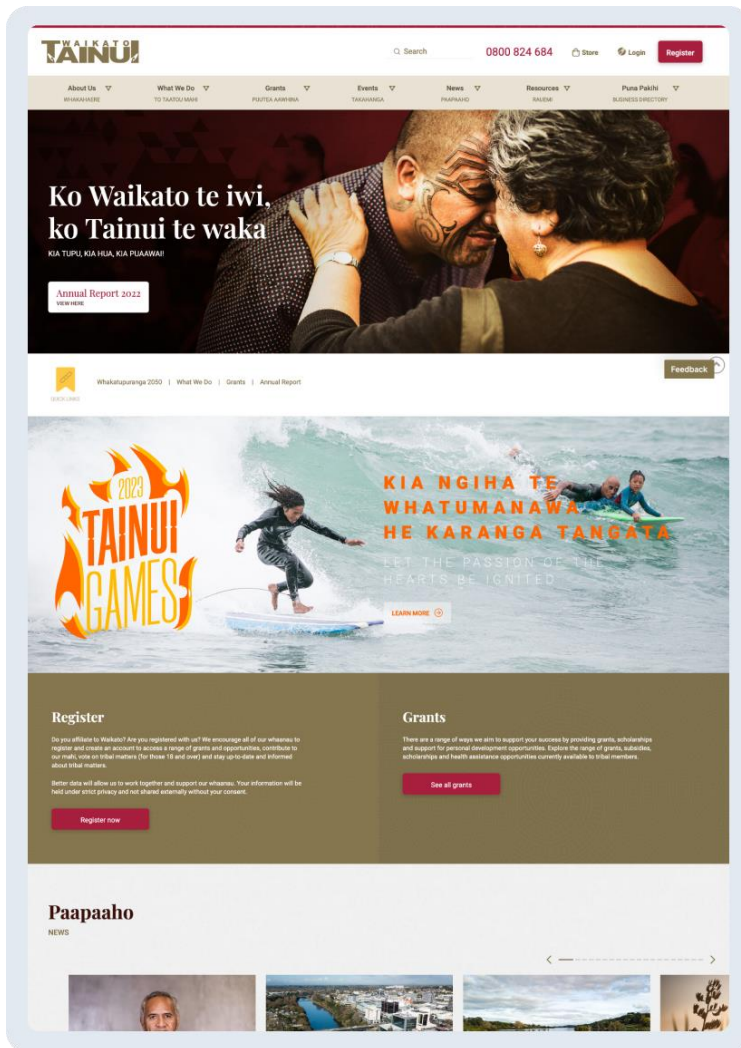 WAIKATO
TAINUI
Search
0800 824 684
Store
Login
Register
About Us
What We Do
Grants
Events
News
Resources
Puna Pakihi
WHAKAHAERE
TO TAATOU MAHI
PUUTEA AAWHINA
TAKAHANGA
PAAPAAHO
RAUEMI
BUSINESS DIRECTORY
Ko Waikato te iwi,
ko Tainui te waka
KIA TUPU, KIA HUA, KIA PUAAWAI!
Annual Report 2022
VIEW HERE
Feedback
Whakatupuranga 2050 | What We Do | Grants | Annual Report
QUICK LINKS
2023
TAINUI
GAMES
KIA NGIHA TE
WHATUMANAWA
HE KARANGA TANGATA
LET THE PASSION OF THE
HEARTS BE IGNITED
LEARN MORE
Register
Do you affiliate to Waikato? Are you registered with us? We encourage all of our whaanau to
register and create an account to access a range of grants and opportunities, contribute to
our mahi, vote on tribal matters (for those 18 and over) and stay up-to-date and informed
about tribal matters.
Better data will allow us to work together and support our whaanau. Your information will be
held under strict privacy and not shared externally without your consent.
Register now
Grants
There are a range of ways we aim to support your success by providing grants, scholarships
and support for personal development opportunities. Explore the range of grants, subsidies,
scholarships and health assistance opportunities currently available to tribal members.
See all grants
Paapaaho
NEWS